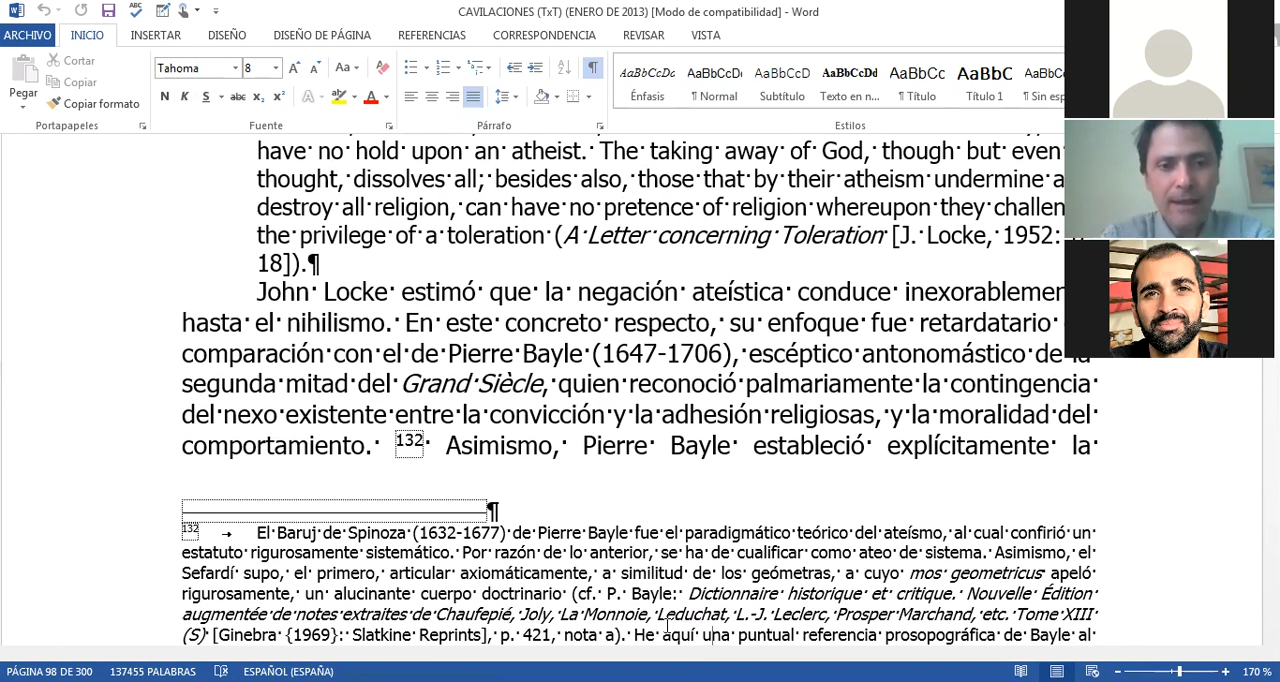 CAVILACIONES (TxT) (ENERO DE 2013) [Modo de compatibilidad] - Word
ARCHIVO INICIO INSERTAR DISEÑO DISEÑO DE PÁGINA REFERENCIAS CORRESPONDENCIA REVISAR VISTA
Pegar
Cortar
Copiar
Copiar formato
Tahoma 8
Aa
N K S abc x₂ x² A ab A
AaBbCcDc AaBbCcDc AaBbCcD AaBbCcDd AaBbCc AaBbC AaBbCc
Énfasis ¶ Normal Subtítulo Texto en n... ¶ Título Título 1 ¶ Sin esp
Portapapeles Fuente Párrafo Estilos
have no hold upon an atheist. The taking away of God, though but even
thought, dissolves all; besides also, those that by their atheism undermine a
destroy all religion, can have no pretence of religion whereupon they challen
the privilege of a toleration (A Letter concerning Toleration [J. Locke, 1952:
18]).¶
John Locke estimó que la negación ateística conduce inexorablemen
hasta el nihilismo. En este concreto respecto, su enfoque fue retardatario
comparación con el de Pierre Bayle (1647-1706), escéptico antonomástico de la
segunda mitad del Grand Siècle, quien reconoció palmariamente la contingencia
del nexo existente entre la convicción y la adhesión religiosas, y la moralidad del
comportamiento. 132 Asimismo, Pierre Bayle estableció explícitamente la
¶
132 → El Baruj de Spinoza (1632-1677) de Pierre Bayle fue el paradigmático teórico del ateísmo, al cual confirió un
estatuto rigurosamente sistemático. Por razón de lo anterior, se ha de cualificar como ateo de sistema. Asimismo, el
Sefardí supo, el primero, articular axiomáticamente, a similitud de los geómetras, a cuyo mos geometricus apeló
rigurosamente, un alucinante cuerpo doctrinario (cf. P. Bayle: Dictionnaire historique et critique. Nouvelle Édition
augmentée de notes extraites de Chaufepié, Joly, La Monnoie, Leduchat, L.-J. Leclerc, Prosper Marchand, etc. Tome XIII
(S) [Ginebra {1969}: Slatkine Reprints], p. 421, nota a). He aquí una puntual referencia prosopográfica de Bayle al
PÁGINA 98 DE 300 137455 PALABRAS ESPAÑOL (ESPAÑA) 170 %